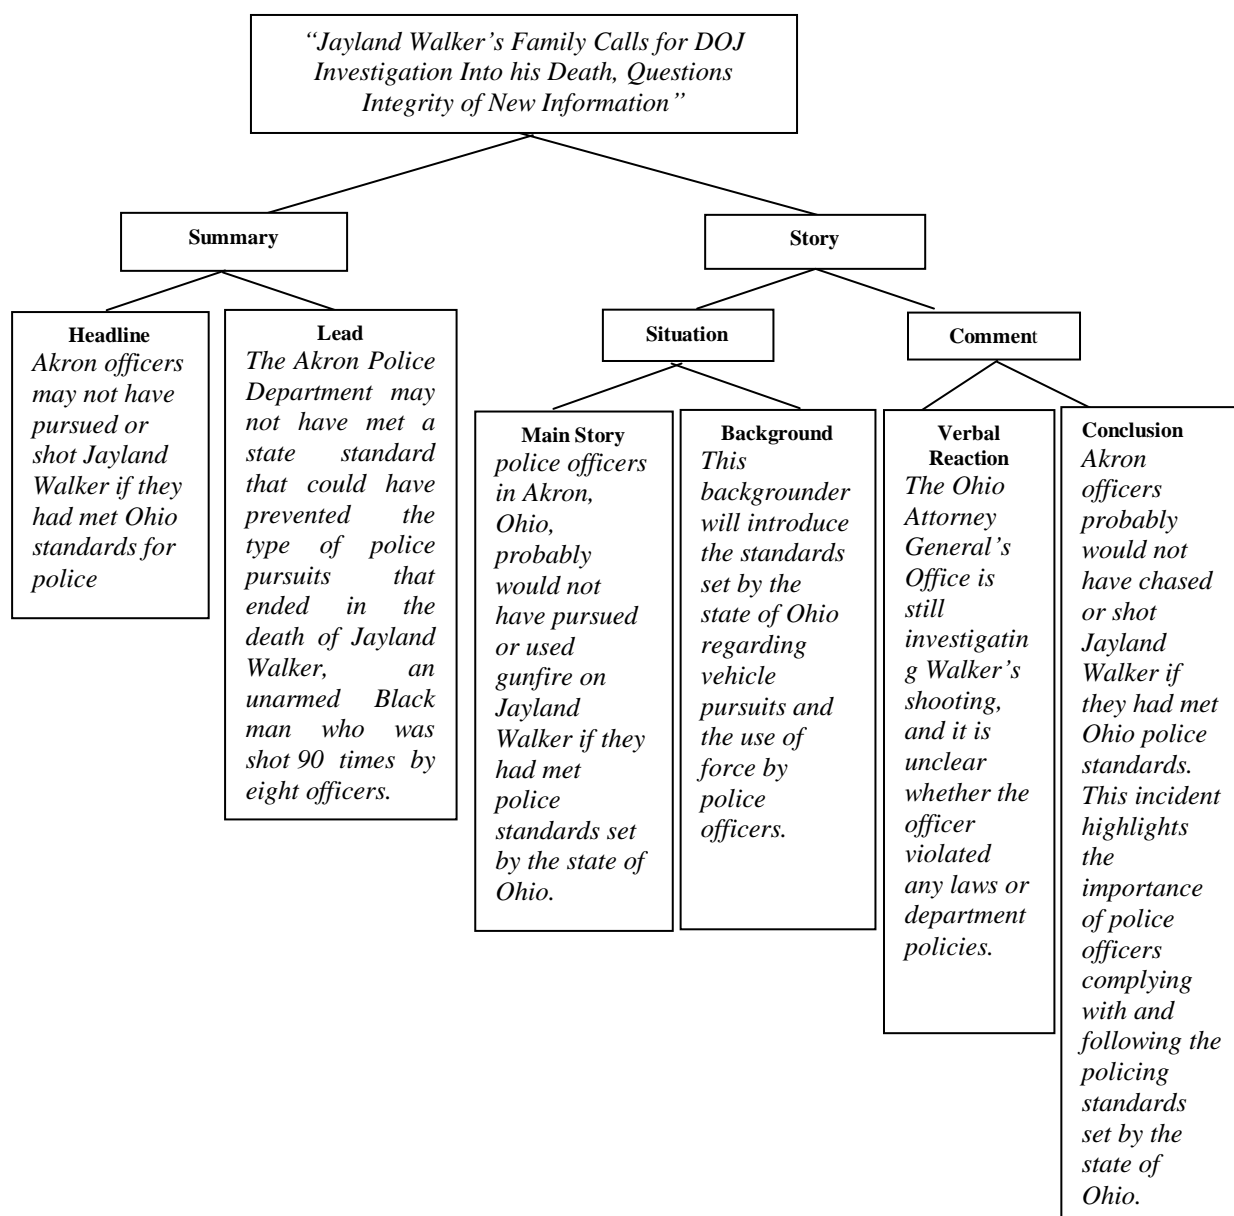 “Jayland Walker’s Family Calls for DOJ
Investigation Into his Death, Questions
Integrity of New Information”
Summary
Story
Headline
Akron officers
may not have
pursued or
shot Jayland
Walker if they
had met Ohio
standards for
police
Lead
The Akron Police
Department may
not have met a
state standard
that could have
prevented the
type of police
pursuits that
ended in the
death of Jayland
Walker, an
unarmed Black
man who was
shot 90 times by
eight officers.
Situation
Comment
Main Story
police officers
in Akron,
Ohio,
probably
would not
have pursued
or used
gunfire on
Jayland
Walker if they
had met
police
standards set
by the state of
Ohio.
Background
This
backgrounder
will introduce
the standards
set by the
state of Ohio
regarding
vehicle
pursuits and
the use of
force by
police
officers.
Verbal
Reaction
The Ohio
Attorney
General’s
Office is
still
investigatin
g Walker’s
shooting,
and it is
unclear
whether the
officer
violated
any laws or
department
policies.
Conclusion
Akron
officers
probably
would not
have chased
or shot
Jayland
Walker if
they had met
Ohio police
standards.
This incident
highlights
the
importance
of police
officers
complying
with and
following the
policing
standards
set by the
state of
Ohio.